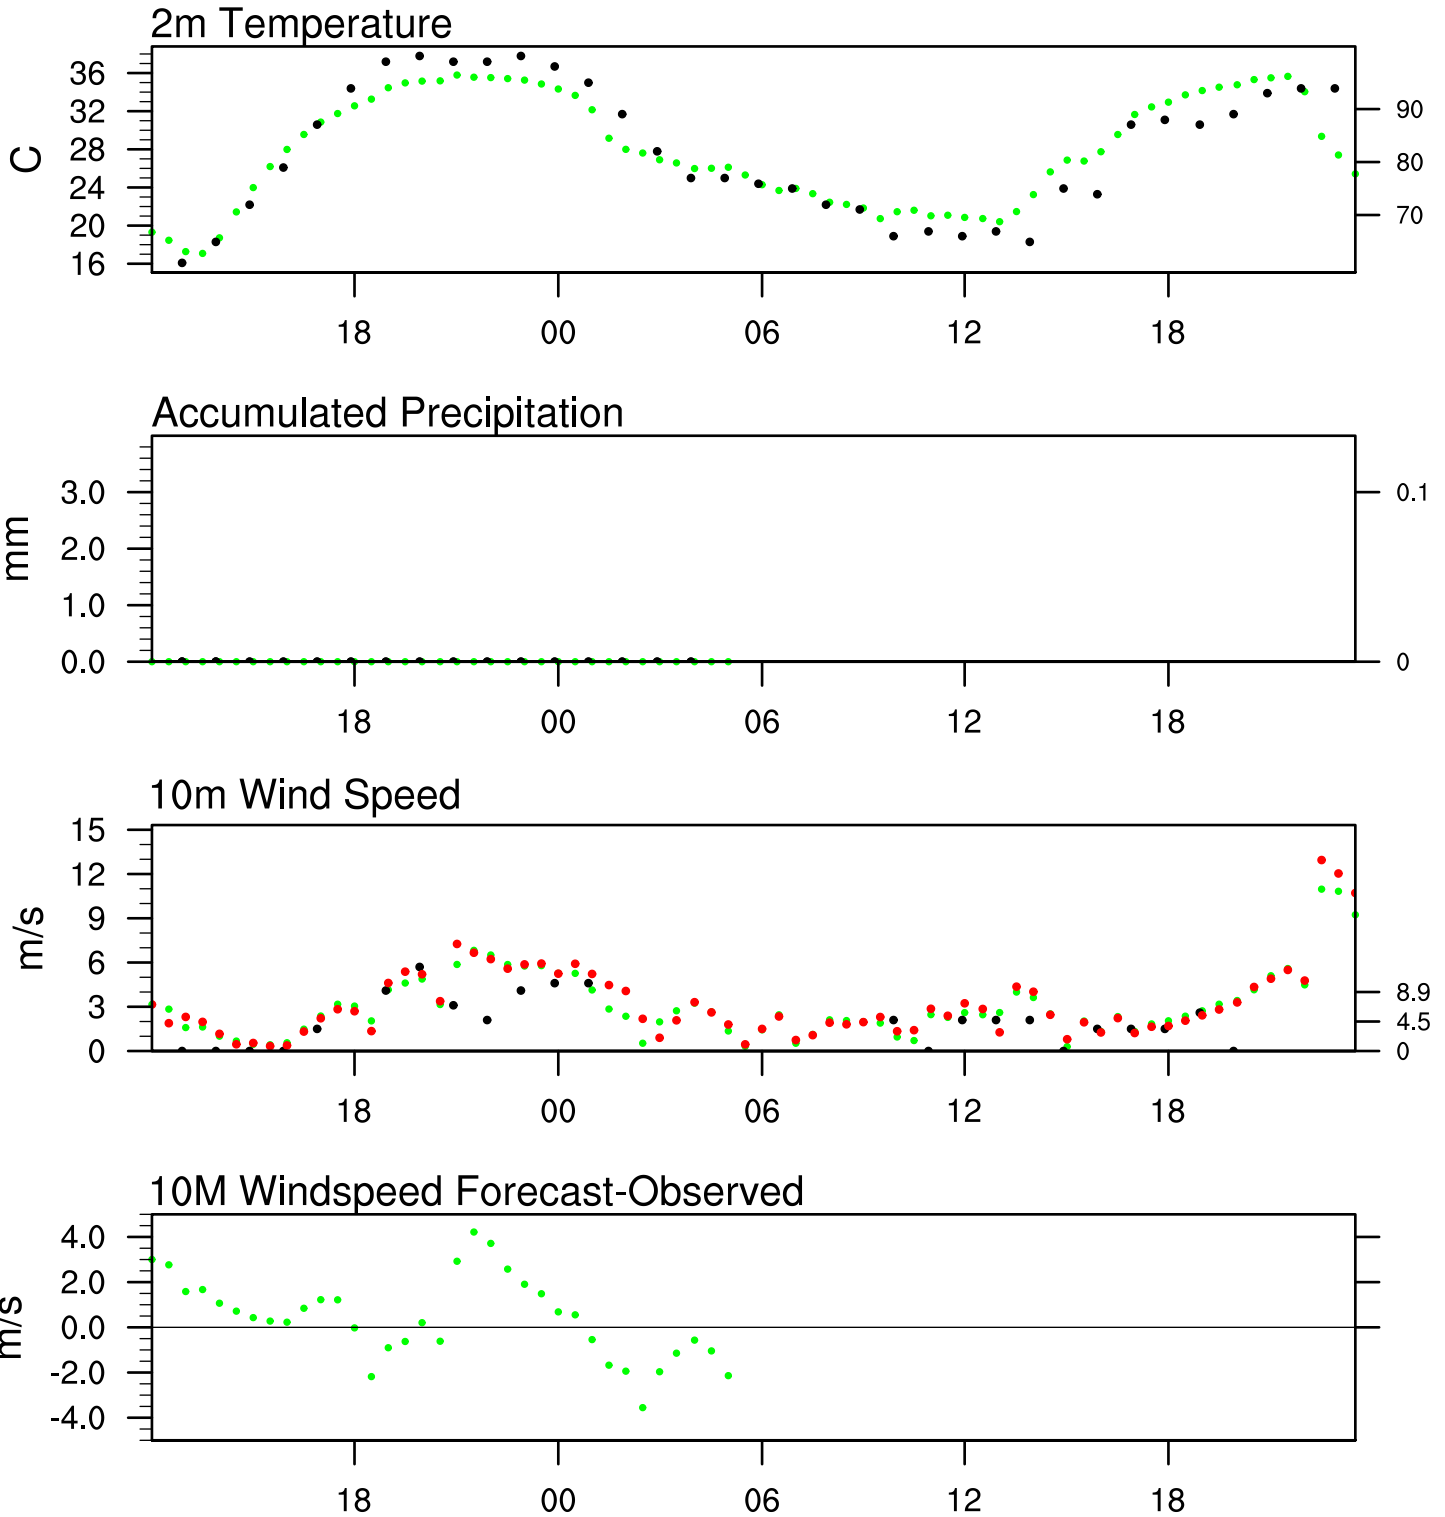 2m Temperature
36
32
28
24
20
16
C
90
80
70
18 00 06 12 18
Accumulated Precipitation
3.0
2.0
1.0
0.0
mm
0.1
0
18 00 06 12 18
10m Wind Speed
15
12
9
6
3
0
m/s
8.9
4.5
0
18 00 06 12 18
10M Windspeed Forecast-Observed
4.0
2.0
0.0
-2.0
-4.0
m/s
18 00 06 12 18